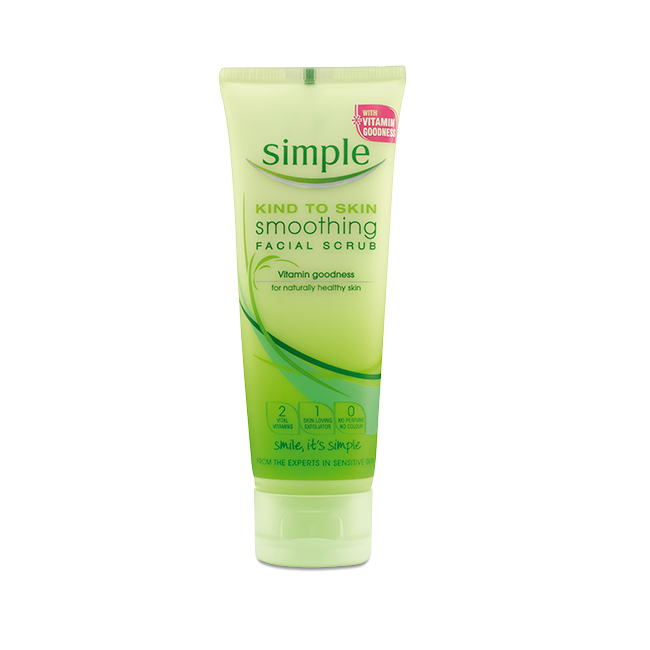 WITH
VITAMIN
GOODNESS
simple
KIND TO SKIN
smoothing
FACIAL SCRUB
Vitamin goodness
for naturally healthy skin
2
VITAL
VITAMINS
1
SKIN LOVING
EXFOLIATOR
0
NO PERFUME
NO COLOUR
smile, it's simple
FROM THE EXPERTS IN SENSITIVE SKIN